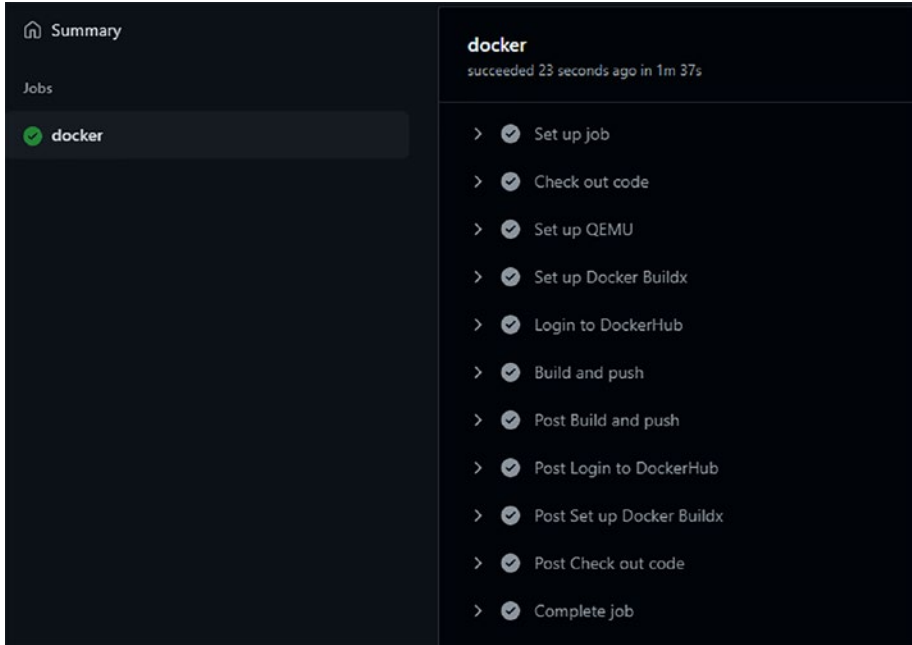 Summary
Jobs
docker
docker
succeeded 23 seconds ago in 1m 37s
Set up job
Check out code
Set up QEMU
Set up Docker Buildx
Login to DockerHub
Build and push
Post Build and push
Post Login to DockerHub
Post Set up Docker Buildx
Post Check out code
Complete job